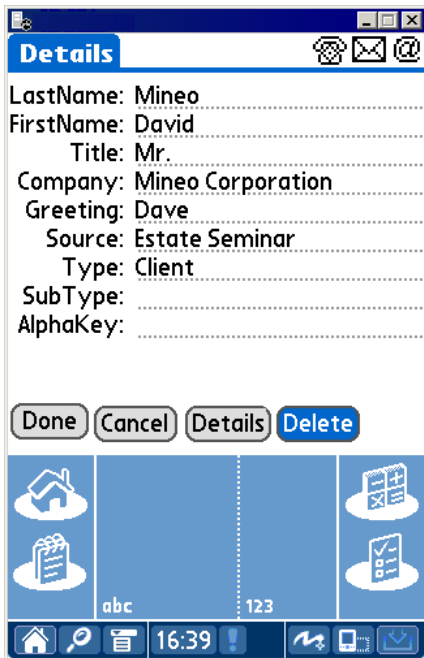 Details
LastName: Mineo
FirstName: David
Title: Mr.
Company: Mineo Corporation
Greeting: Dave
Source: Estate Seminar
Type: Client
SubType:
AlphaKey:
Done Cancel Details Delete
abc 123
16:39